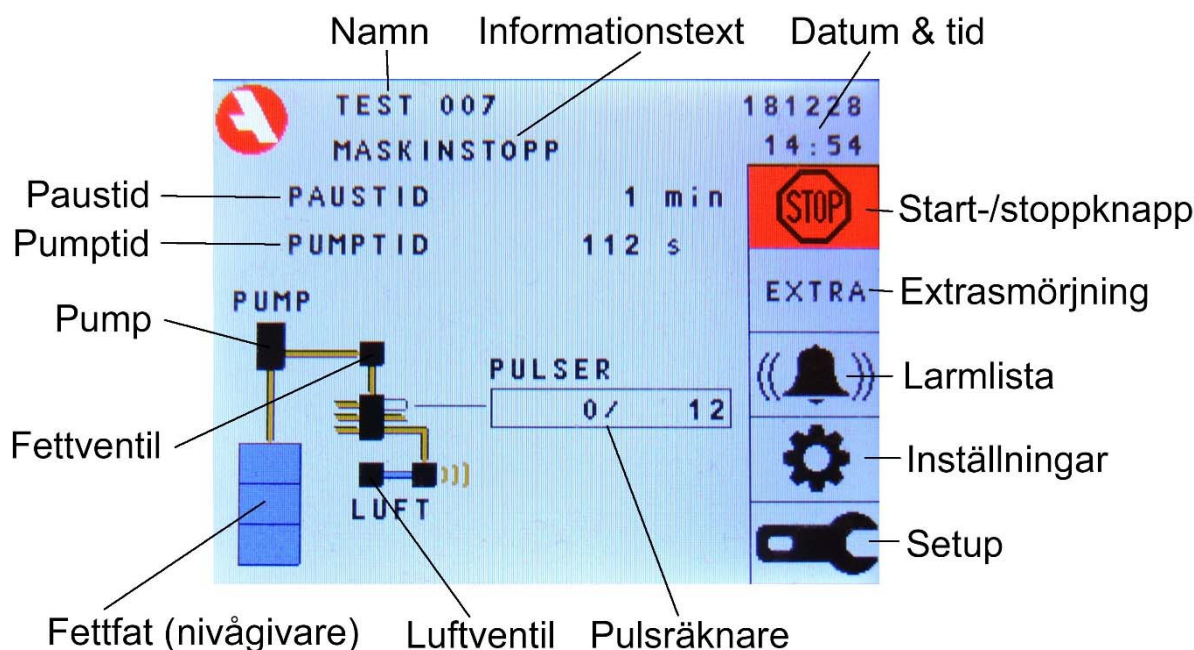 Namn Informationstext Datum & tid
TEST 007 181228
MASKINSTOPP 14:54
Paustid PAUSTID 1 min STOP Start-/stoppknapp
Pumptid PUMPTID 112 s
PUMP EXTRA Extrasmörjning
Pump
PULSER Larmlista
0/ 12
Fettventil Inställningar
LUFT
Setup
Fettfat (nivågivare) Luftventil Pulsräknare